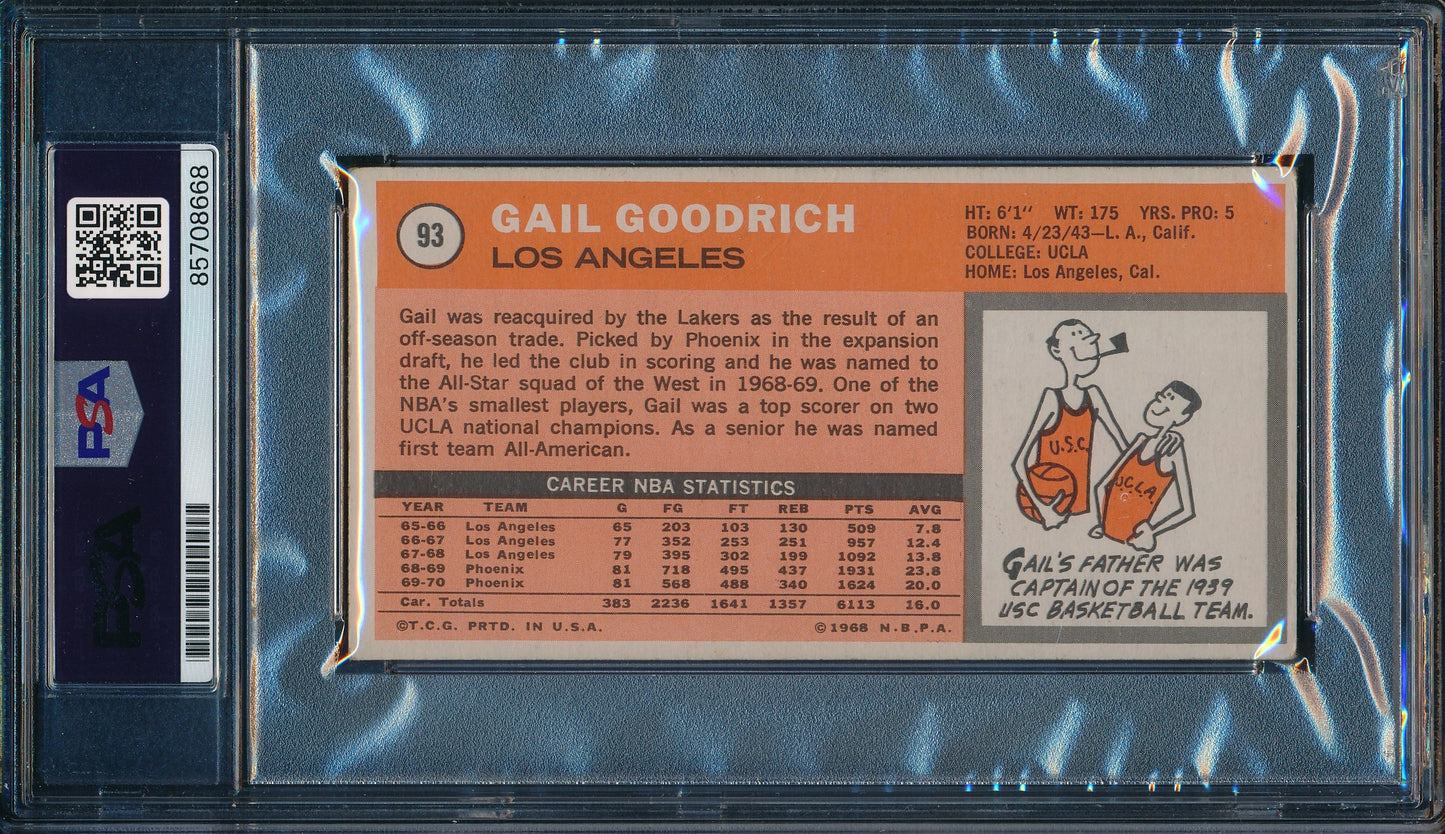 85708668
PSA
PSA
93
GAIL GOODRICH
LOS ANGELES
HT: 6'1'' WT: 175 YRS. PRO: 5
BORN: 4/23/43—L. A., Calif.
COLLEGE: UCLA
HOME: Los Angeles, Cal.
Gail was reacquired by the Lakers as the result of an
off-season trade. Picked by Phoenix in the expansion
draft, he led the club in scoring and he was named to
the All-Star squad of the West in 1968-69. One of the
NBA's smallest players, Gail was a top scorer on two
UCLA national champions. As a senior he was named
first team All-American.
CAREER NBA STATISTICS
YEAR TEAM G FG FT REB PTS AVG
65-66 Los Angeles 65 203 103 130 509 7.8
66-67 Los Angeles 77 352 253 251 957 12.4
67-68 Los Angeles 79 395 302 199 1092 13.8
68-69 Phoenix 81 718 495 437 1931 23.8
69-70 Phoenix 81 568 488 340 1624 20.0
Car. Totals 383 2236 1641 1357 6113 16.0
©T.C.G. PRTD. IN U.S.A. ©1968 N.B.P.A.
U.S.C.
U.C.L.A.
GAIL'S FATHER WAS
CAPTAIN OF THE 1939
USC BASKETBALL TEAM.